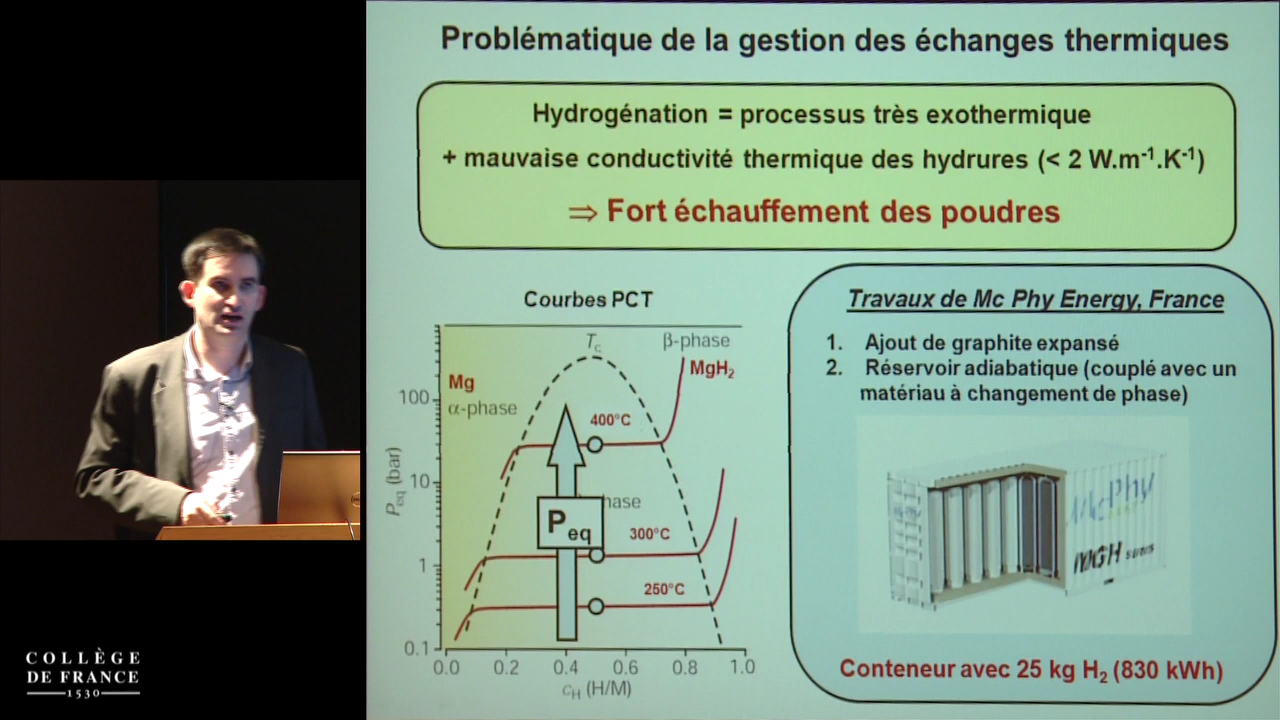 Problématique de la gestion des échanges thermiques
Hydrogénation = processus très exothermique
+ mauvaise conductivité thermique des hydrures (< 2 W.m⁻¹.K⁻¹)
⇒ Fort échauffement des poudres
Courbes PCT
Tc
β-phase
MgH₂
Mg
α-phase
400°C
hase
Peq
300°C
250°C
100
10
1
0.1
Peq (bar)
0.0 0.2 0.4 0.6 0.8 1.0
cH (H/M)
Travaux de Mc Phy Energy, France
1. Ajout de graphite expansé
2. Réservoir adiabatique (couplé avec un
matériau à changement de phase)
McPhy
MGH
Conteneur avec 25 kg H₂ (830 kWh)
COLLÈGE
DE FRANCE
1530